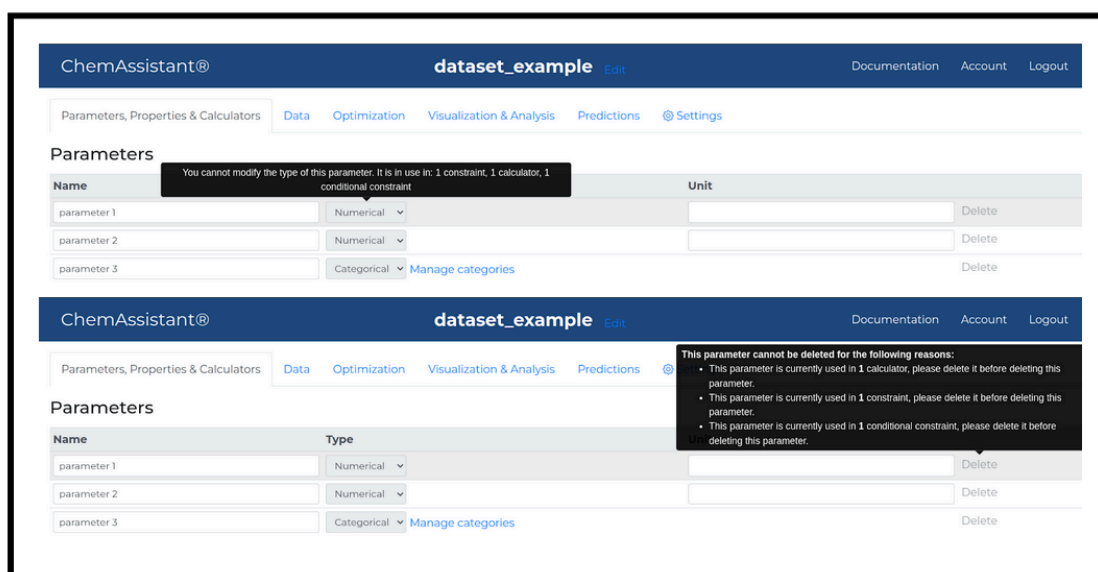 ChemAssistant® dataset_example Edit Documentation Account Logout
Parameters, Properties & Calculators Data Optimization Visualization & Analysis Predictions Settings
Parameters
You cannot modify the type of this parameter. It is in use in: 1 constraint, 1 calculator, 1
conditional constraint
Name Unit
parameter 1 Numerical Delete
parameter 2 Numerical Delete
parameter 3 Categorical Manage categories Delete
ChemAssistant® dataset_example Edit Documentation Account Logout
Parameters, Properties & Calculators Data Optimization Visualization & Analysis Predictions
This parameter cannot be deleted for the following reasons:
• This parameter is currently used in 1 calculator, please delete it before deleting this
parameter.
• This parameter is currently used in 1 constraint, please delete it before deleting this
parameter.
• This parameter is currently used in 1 conditional constraint, please delete it before
deleting this parameter.
Parameters
Name Type
parameter 1 Numerical Delete
parameter 2 Numerical Delete
parameter 3 Categorical Manage categories Delete